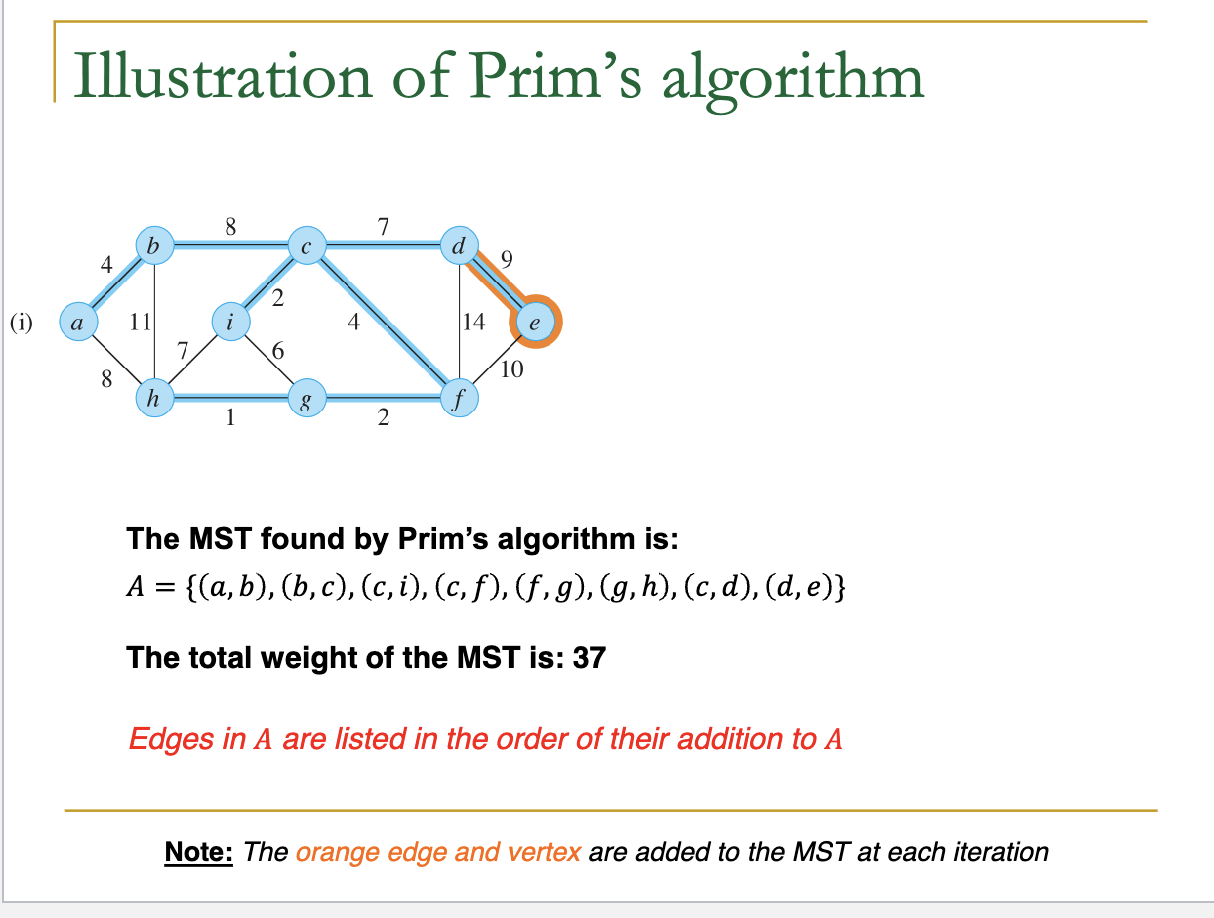 Illustration of Prim's algorithm
8 7
b c d
4 9
2
(i) a 11 i 4 14 e
7 6
8 10
h g f
1 2
The MST found by Prim's algorithm is:
A = {(a, b), (b, c), (c, i), (c, f), (f, g), (g, h), (c, d), (d, e)}
The total weight of the MST is: 37
Edges in A are listed in the order of their addition to A
Note: The orange edge and vertex are added to the MST at each iteration